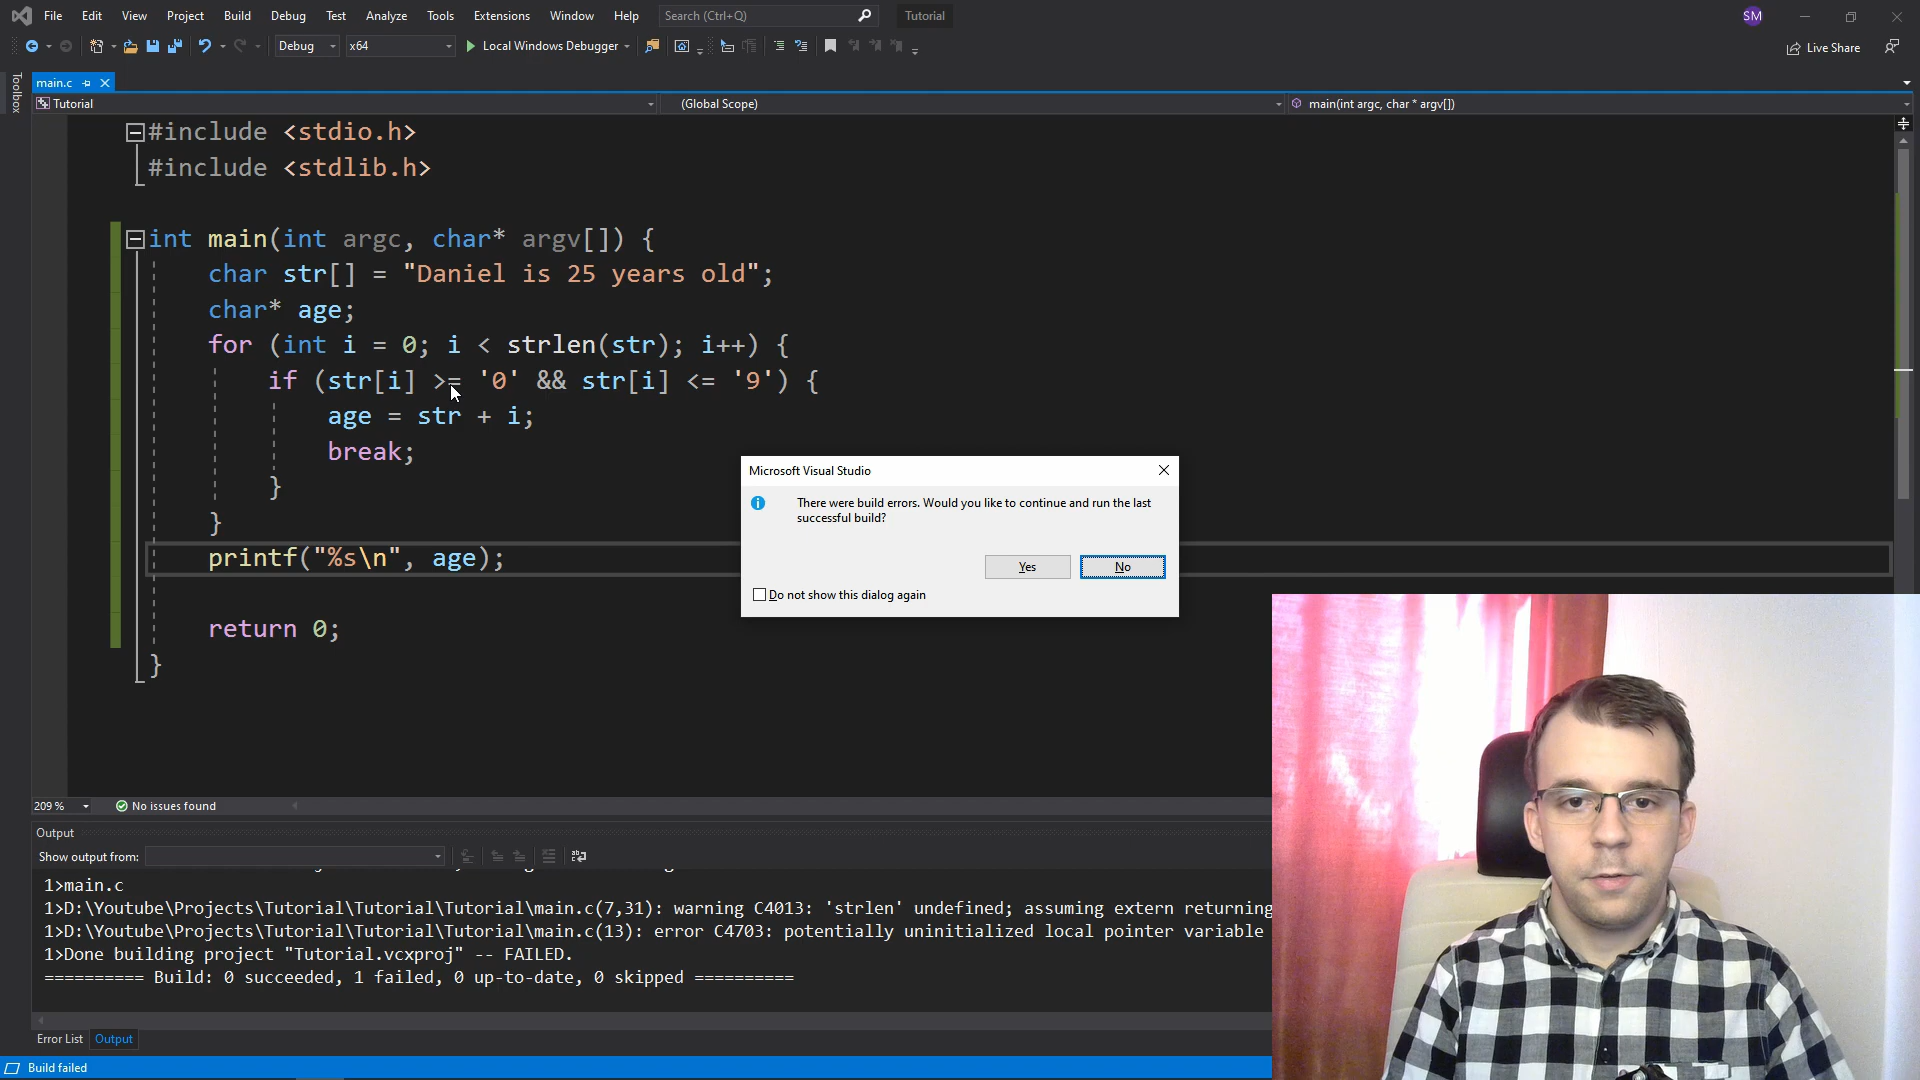 File Edit View Project Build Debug Test Analyze Tools Extensions Window Help Search (Ctrl+Q) Tutorial SM
Debug x64 Local Windows Debugger Live Share
Toolbox
main.c
Tutorial (Global Scope) main(int argc, char * argv[])
#include <stdio.h>
#include <stdlib.h>
int main(int argc, char* argv[]) {
char str[] = "Daniel is 25 years old";
char* age;
for (int i = 0; i < strlen(str); i++) {
if (str[i] >= '0' && str[i] <= '9') {
age = str + i;
break;
}
}
printf("%s\n", age);
return 0;
}
Microsoft Visual Studio
There were build errors. Would you like to continue and run the last
successful build?
Yes No
Do not show this dialog again
209 % No issues found
Output
Show output from:
1>main.c
1>D:\Youtube\Projects\Tutorial\Tutorial\Tutorial\main.c(7,31): warning C4013: 'strlen' undefined; assuming extern returning
1>D:\Youtube\Projects\Tutorial\Tutorial\Tutorial\main.c(13): error C4703: potentially uninitialized local pointer variable
1>Done building project "Tutorial.vcxproj" -- FAILED.
========== Build: 0 succeeded, 1 failed, 0 up-to-date, 0 skipped ==========
Error List Output
Build failed